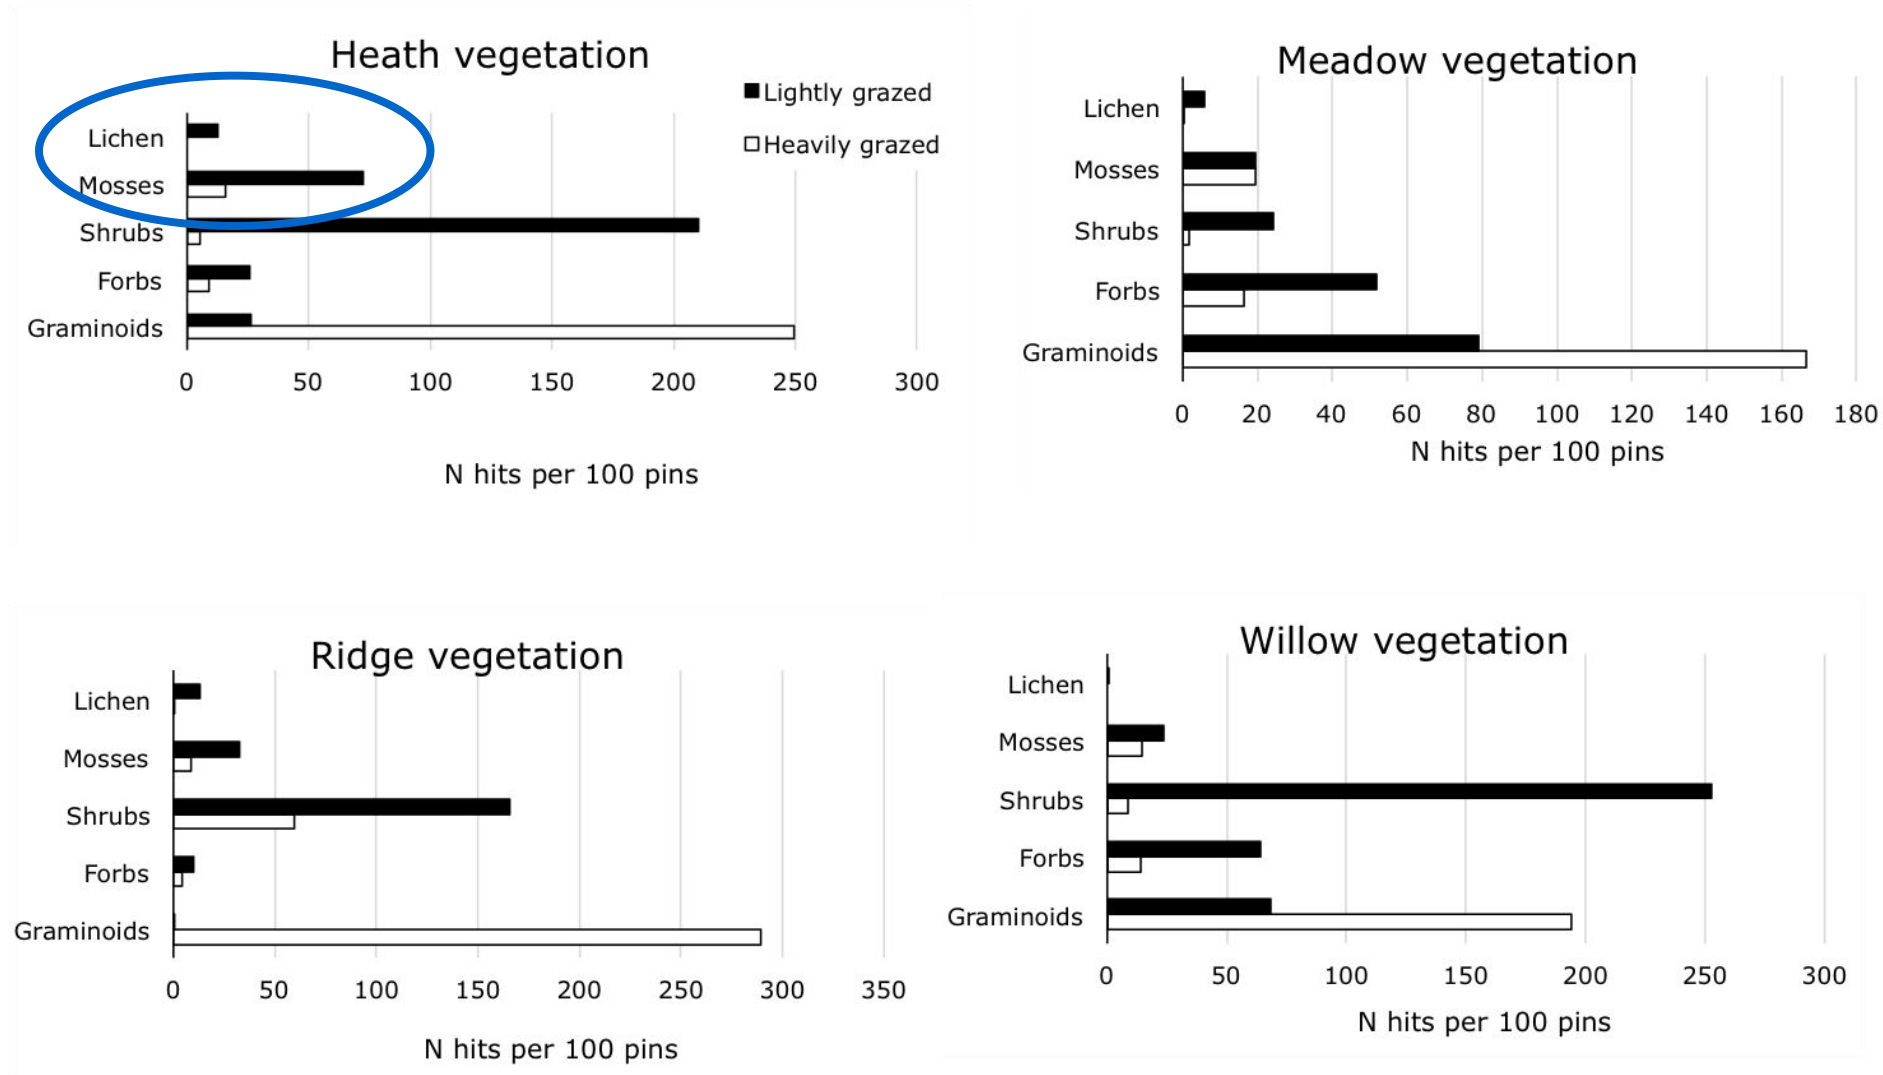 Heath vegetation
Lightly grazed
Heavily grazed
Lichen
Mosses
Shrubs
Forbs
Graminoids
0 50 100 150 200 250 300
N hits per 100 pins
Meadow vegetation
Lichen
Mosses
Shrubs
Forbs
Graminoids
0 20 40 60 80 100 120 140 160 180
N hits per 100 pins
Ridge vegetation
Lichen
Mosses
Shrubs
Forbs
Graminoids
0 50 100 150 200 250 300 350
N hits per 100 pins
Willow vegetation
Lichen
Mosses
Shrubs
Forbs
Graminoids
0 50 100 150 200 250 300
N hits per 100 pins